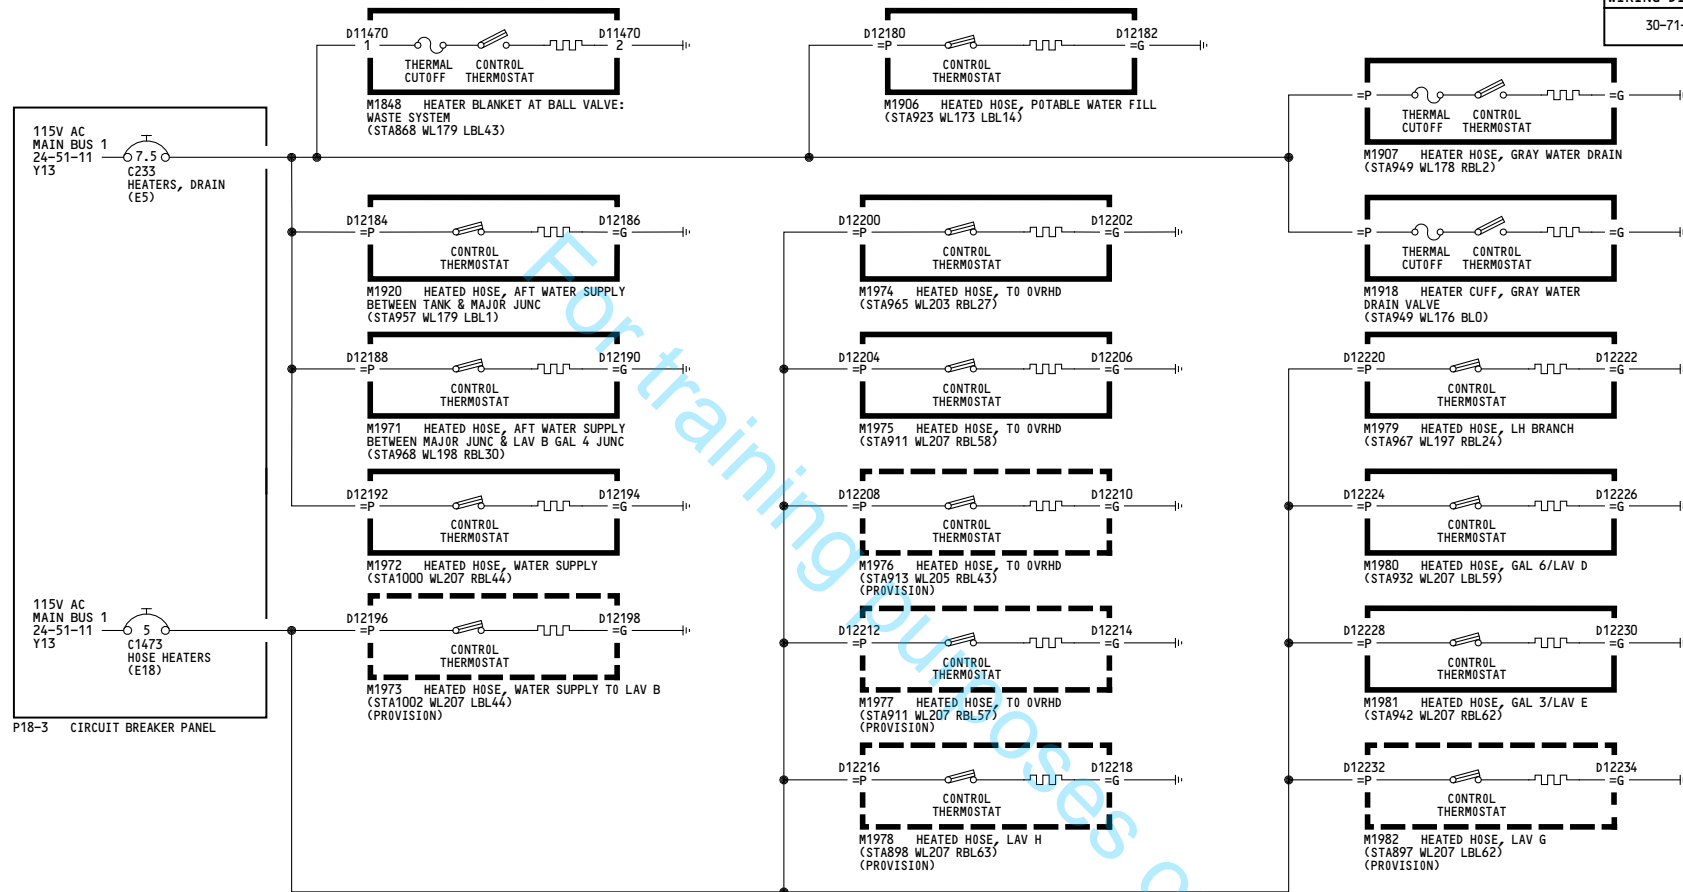 WIRING DI
30-71-
115V AC
MAIN BUS 1
24-51-11
Y13
7.5
C233
HEATERS, DRAIN
(E5)
115V AC
MAIN BUS 1
24-51-11
Y13
5
C1473
HOSE HEATERS
(E18)
P18-3 CIRCUIT BREAKER PANEL
D11470 D11470
1 2
THERMAL CONTROL
CUTOFF THERMOSTAT
M1848 HEATER BLANKET AT BALL VALVE:
WASTE SYSTEM
(STA868 WL179 LBL43)
D12184 D12186
=P =G
CONTROL
THERMOSTAT
M1920 HEATED HOSE, AFT WATER SUPPLY
BETWEEN TANK & MAJOR JUNC
(STA957 WL179 LBL1)
D12188 D12190
=P =G
CONTROL
THERMOSTAT
M1971 HEATED HOSE, AFT WATER SUPPLY
BETWEEN MAJOR JUNC & LAV B GAL 4 JUNC
(STA968 WL198 RBL30)
D12192 D12194
=P =G
CONTROL
THERMOSTAT
M1972 HEATED HOSE, WATER SUPPLY
(STA1000 WL207 RBL44)
D12196 D12198
=P =G
CONTROL
THERMOSTAT
M1973 HEATED HOSE, WATER SUPPLY TO LAV B
(STA1002 WL207 LBL44)
(PROVISION)
D12180 D12182
=P =G
CONTROL
THERMOSTAT
M1906 HEATED HOSE, POTABLE WATER FILL
(STA923 WL173 LBL14)
D12200 D12202
=P =G
CONTROL
THERMOSTAT
M1974 HEATED HOSE, TO OVRHD
(STA965 WL203 RBL27)
D12204 D12206
=P =G
CONTROL
THERMOSTAT
M1975 HEATED HOSE, TO OVRHD
(STA911 WL207 RBL58)
D12208 D12210
=P =G
CONTROL
THERMOSTAT
M1976 HEATED HOSE, TO OVRHD
(STA913 WL205 RBL43)
(PROVISION)
D12212 D12214
=P =G
CONTROL
THERMOSTAT
M1977 HEATED HOSE, TO OVRHD
(STA911 WL207 RBL57)
(PROVISION)
D12216 D12218
=P =G
CONTROL
THERMOSTAT
M1978 HEATED HOSE, LAV H
(STA898 WL207 RBL63)
(PROVISION)
=P =G
THERMAL CONTROL
CUTOFF THERMOSTAT
M1907 HEATER HOSE, GRAY WATER DRAIN
(STA949 WL178 RBL2)
=P =G
THERMAL CONTROL
CUTOFF THERMOSTAT
M1918 HEATER CUFF, GRAY WATER
DRAIN VALVE
(STA949 WL176 BL0)
D12220 D12222
=P =G
CONTROL
THERMOSTAT
M1979 HEATED HOSE, LH BRANCH
(STA967 WL197 RBL24)
D12224 D12226
=P =G
CONTROL
THERMOSTAT
M1980 HEATED HOSE, GAL 6/LAV D
(STA932 WL207 LBL59)
D12228 D12230
=P =G
CONTROL
THERMOSTAT
M1981 HEATED HOSE, GAL 3/LAV E
(STA942 WL207 RBL62)
D12232 D12234
=P =G
CONTROL
THERMOSTAT
M1982 HEATED HOSE, LAV G
(STA897 WL207 LBL62)
(PROVISION)
For training purposes o